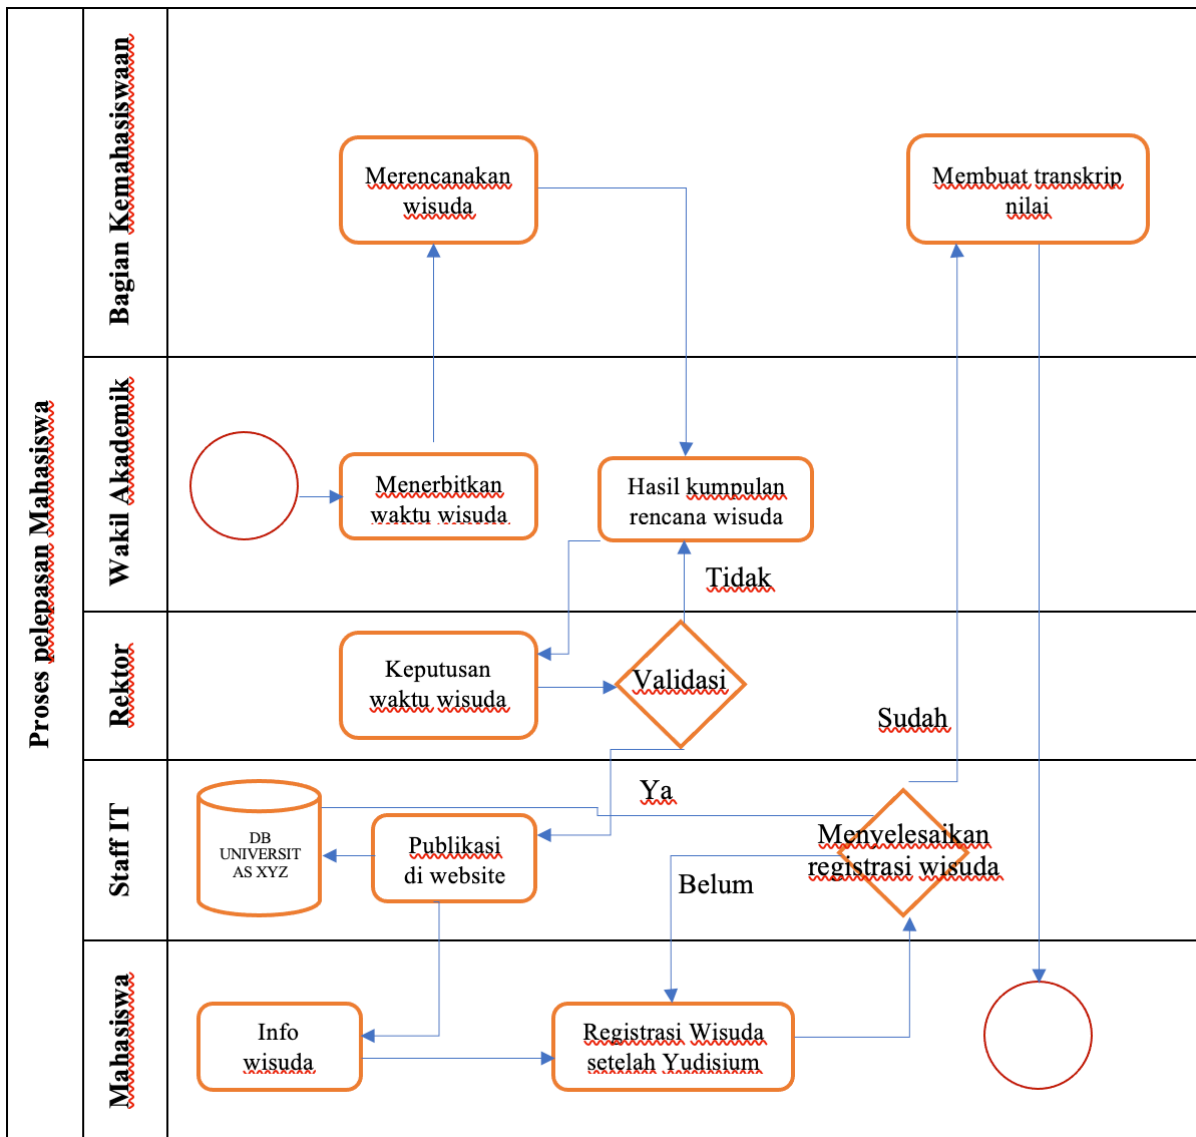 Proses pelepasan Mahasiswa
Bagian Kemahasiswaan
Merencanakan
wisuda
Membuat transkrip
nilai
Wakil Akademik
Menerbitkan
waktu wisuda
Hasil kumpulan
rencana wisuda
Tidak
Rektor
Keputusan
waktu wisuda
Validasi
Sudah
Staff IT
DB
UNIVERSIT
AS XYZ
Publikasi
di website
Ya
Menyelesaikan
registrasi wisuda
Belum
Mahasiswa
Info
wisuda
Registrasi Wisuda
setelah Yudisium